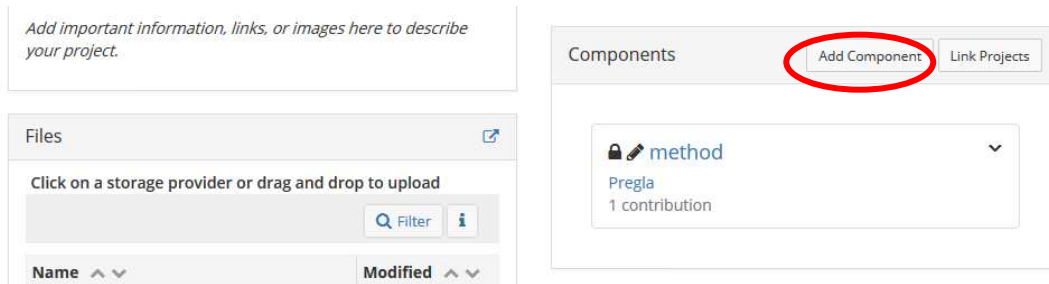 Add important information, links, or images here to describe
your project.
Files
Click on a storage provider or drag and drop to upload
Filter
Name
Modified
Components
Add Component
Link Projects
method
Pregla
1 contribution